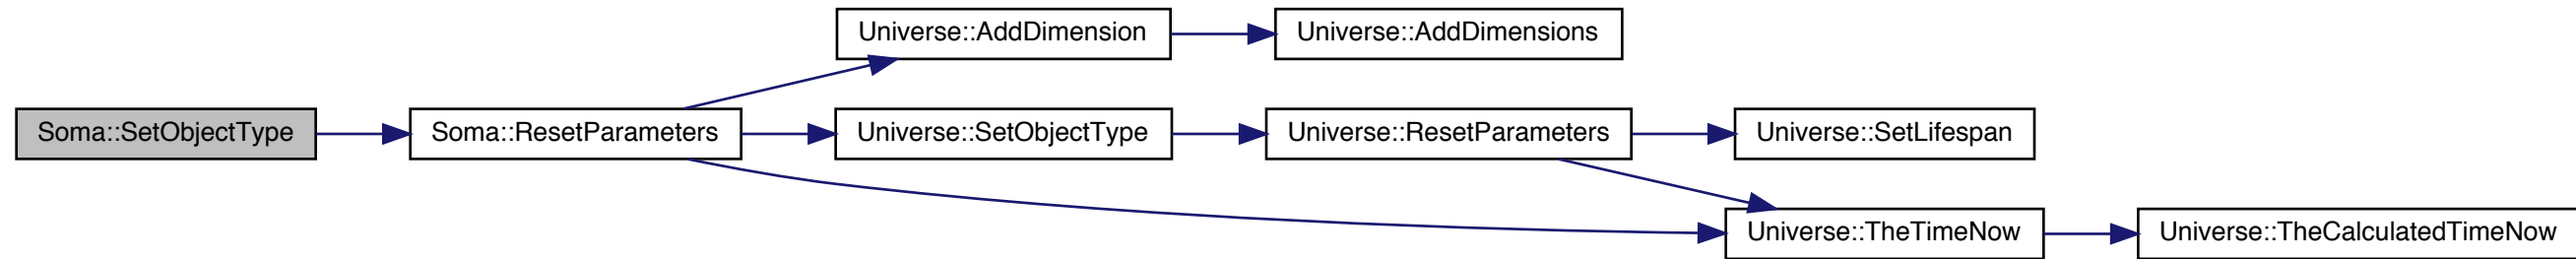 Universe::AddDimension
Universe::AddDimensions
Soma::SetObjectType
Soma::ResetParameters
Universe::SetObjectType
Universe::ResetParameters
Universe::SetLifespan
Universe::TheTimeNow
Universe::TheCalculatedTimeNow